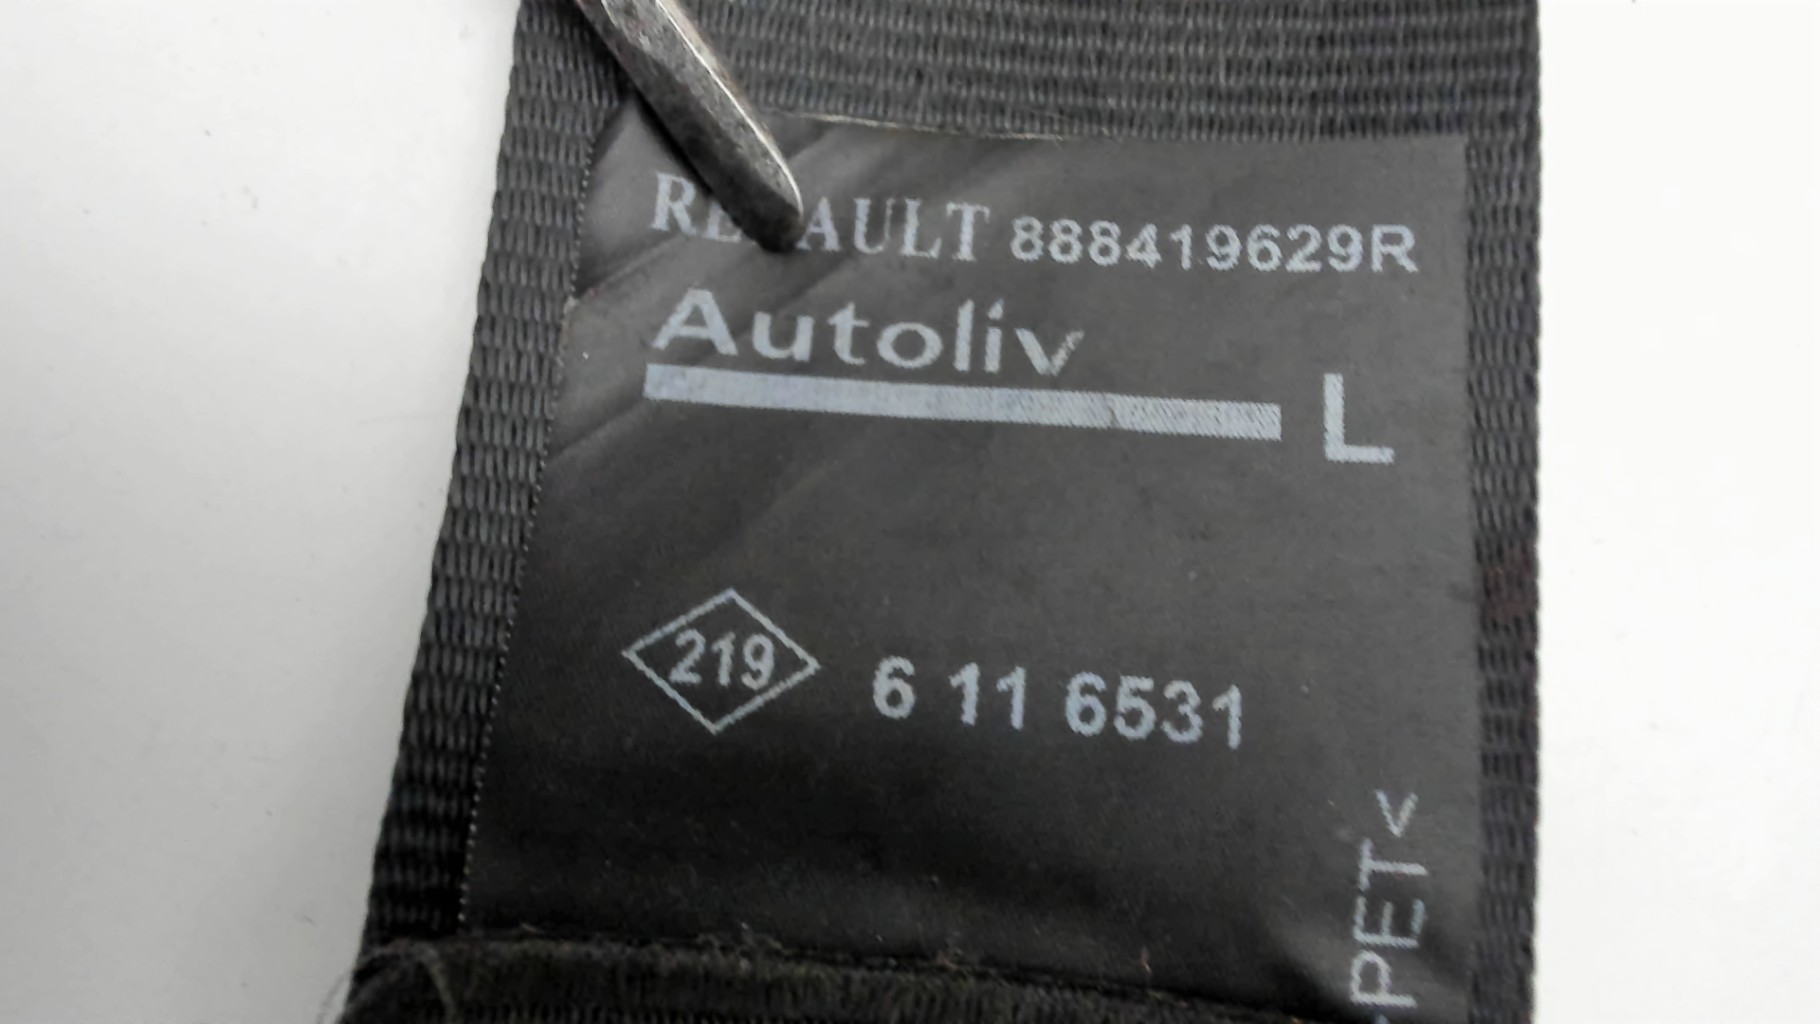 RENAULT 888419629R
Autoliv
L
219 6 11 6531
PET<